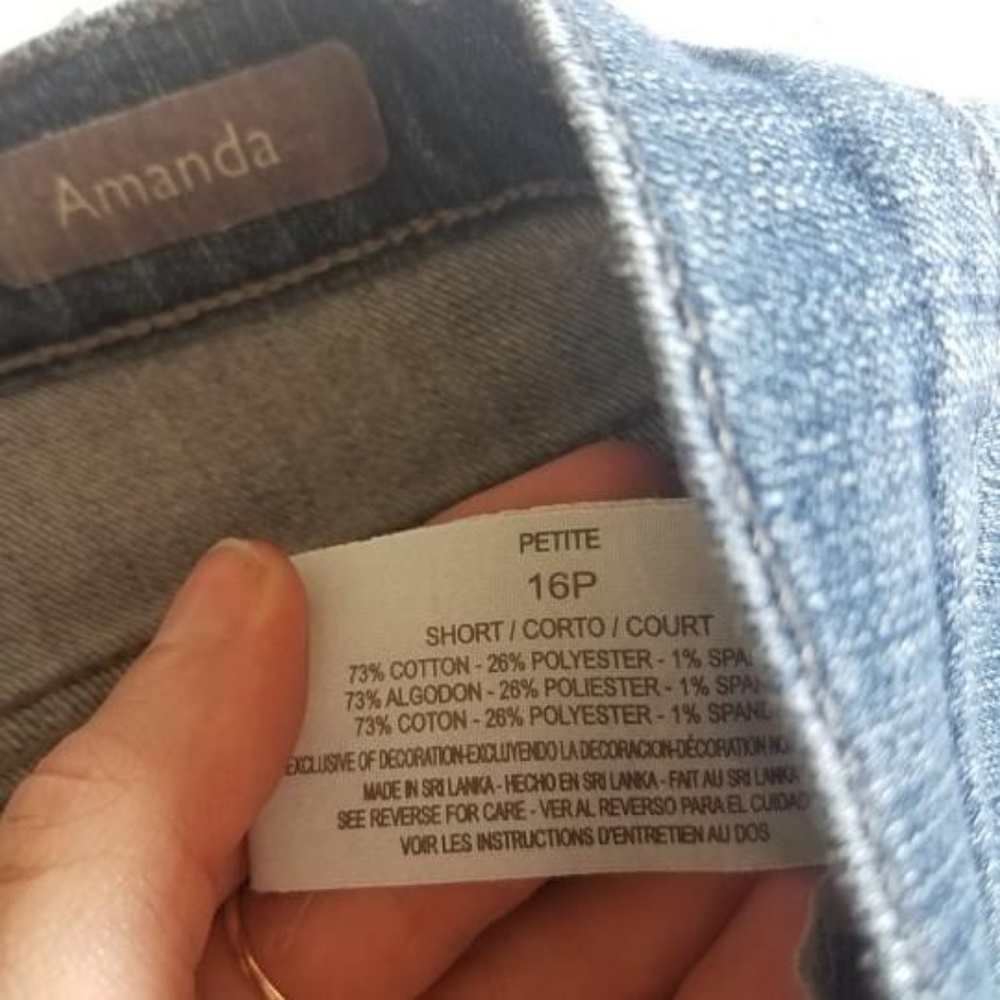 Amanda
PETITE
16P
SHORT / CORTO / COURT
73% COTTON - 26% POLYESTER - 1%
73% ALGODON - 26% POLIESTER - 1%
73% COTON - 26% POLYESTER - 1%
EXCLUSIVE OF DECORATION-EXCLUYENDO LA DECORACION-DÉCORATION
MADE IN SRI LANKA - HECHO EN SRI LANKA - FAIT AU SRI LANKA
SEE REVERSE FOR CARE - VER AL REVERSO PARA EL
VOIR LES INSTRUCTIONS D'ENTRETIEN AU DOS